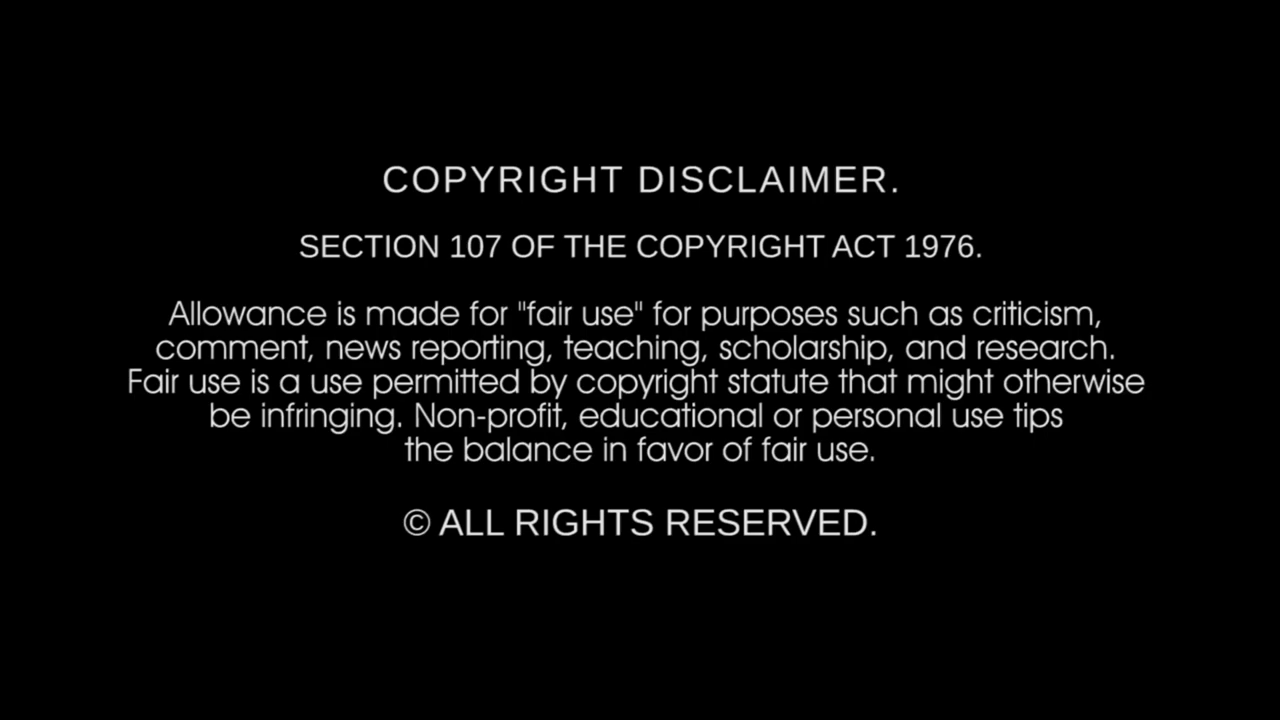 COPYRIGHT DISCLAIMER.
SECTION 107 OF THE COPYRIGHT ACT 1976.
Allowance is made for "fair use" for purposes such as criticism,
comment, news reporting, teaching, scholarship, and research.
Fair use is a use permitted by copyright statute that might otherwise
be infringing. Non-profit, educational or personal use tips
the balance in favor of fair use.
© ALL RIGHTS RESERVED.